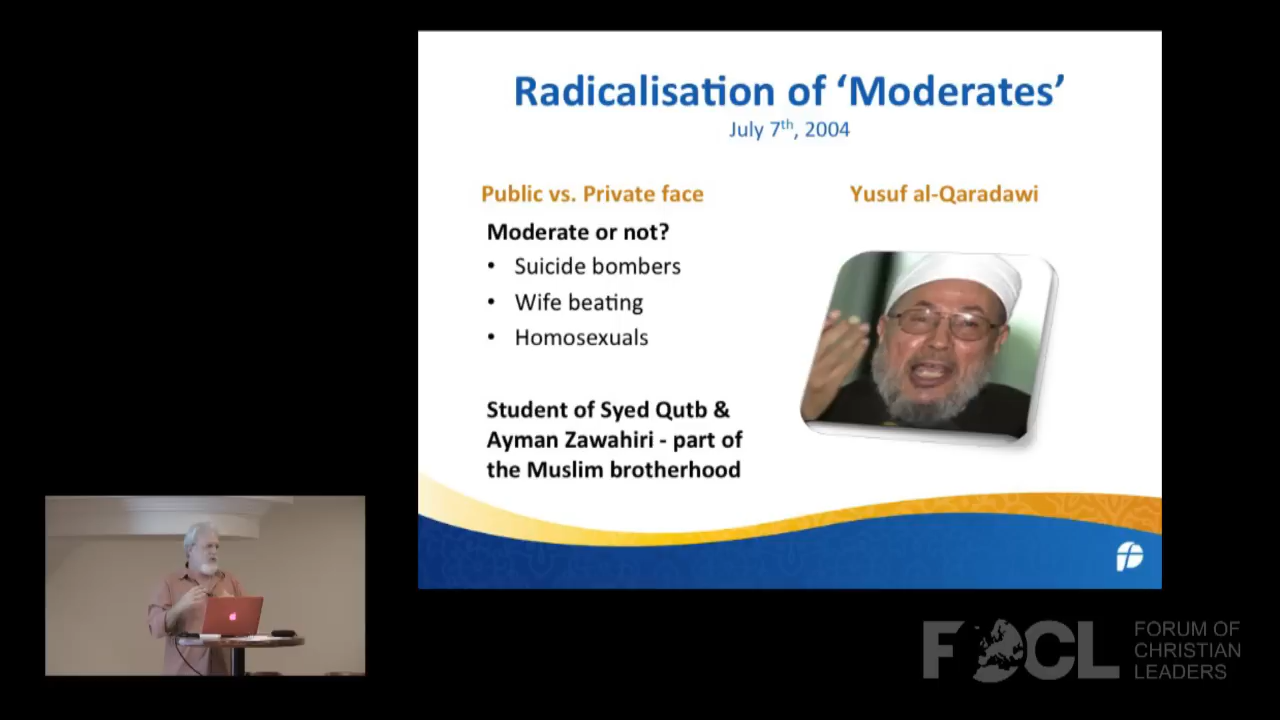 Radicalisation of ‘Moderates’
July 7th, 2004
Public vs. Private face
Yusuf al-Qaradawi
Moderate or not?
• Suicide bombers
• Wife beating
• Homosexuals
Student of Syed Qutb &
Ayman Zawahiri - part of
the Muslim brotherhood
FOCL
FORUM OF
CHRISTIAN
LEADERS